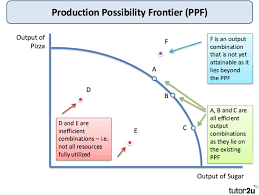 Production Possibility Frontier (PPF)
Output of
Pizza
F
F is an output
combination
that is not yet
attainable as it
lies beyond
the PPF
A
D
B
D and E are
inefficient
combinations – i.e.
not all resources
fully utilized
E
C
A, B and C are
all efficient
output
combinations
as they lie on
the existing
PPF
Output of Sugar
tutor2u